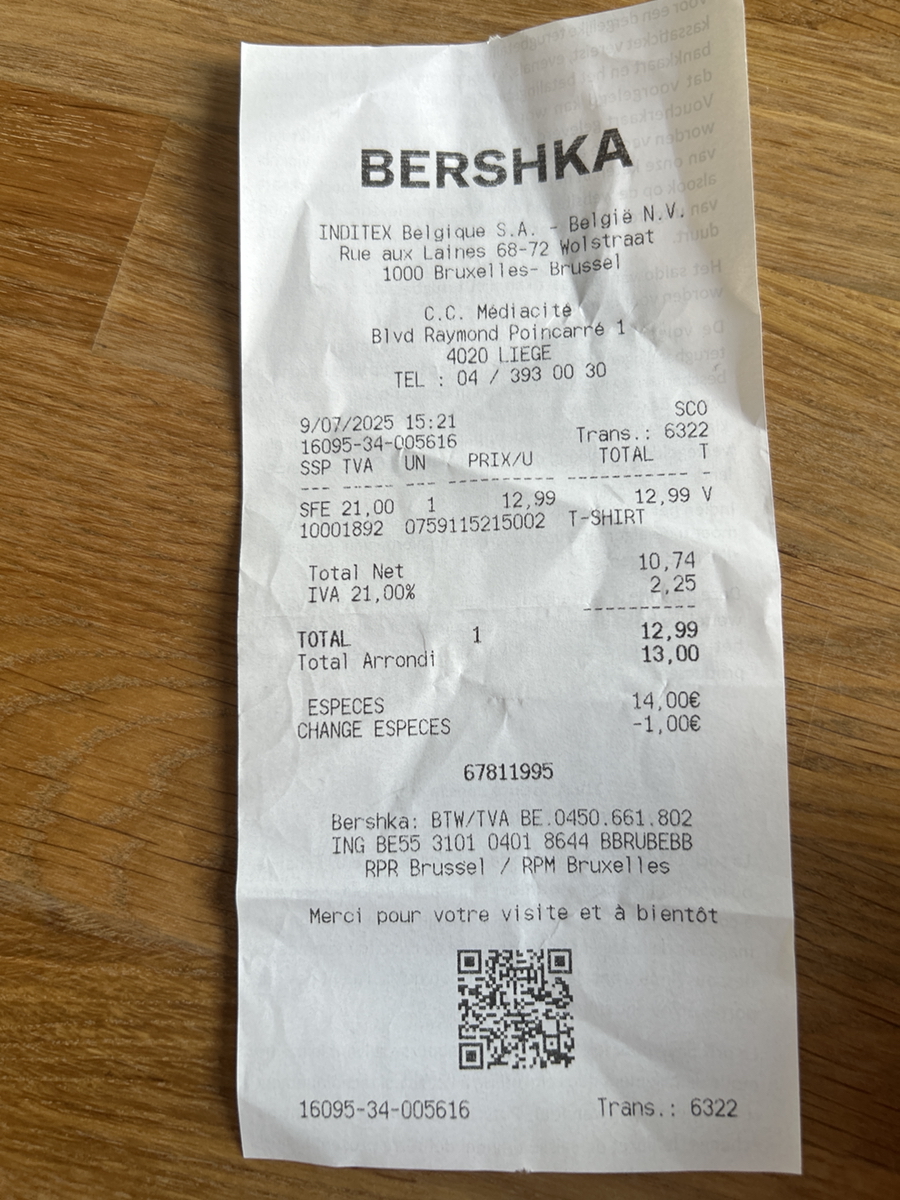 BERSHKA
INDITEX Belgique S.A. - België N.V.
Rue aux Laines 68-72 Wolstraat
1000 Bruxelles- Brussel
C.C. Médiacité
Blvd Raymond Poincarré 1
4020 LIEGE
TEL : 04 / 393 00 30
SCO
9/07/2025 15:21
16095-34-005616 Trans.: 6322
SSP TVA UN PRIX/U TOTAL T
SFE 21,00 1 12,99 12,99 V
10001892 0759115215002 T-SHIRT
Total Net 10,74
IVA 21,00% 2,25
TOTAL 1 12,99
Total Arrondi 13,00
ESPECES 14,00€
CHANGE ESPECES -1,00€
67811995
Bershka: BTW/TVA BE.0450.661.802
ING BE55 3101 0401 8644 BBRUBEBB
RPR Brussel / RPM Bruxelles
Merci pour votre visite et à bientôt
16095-34-005616 Trans.: 6322